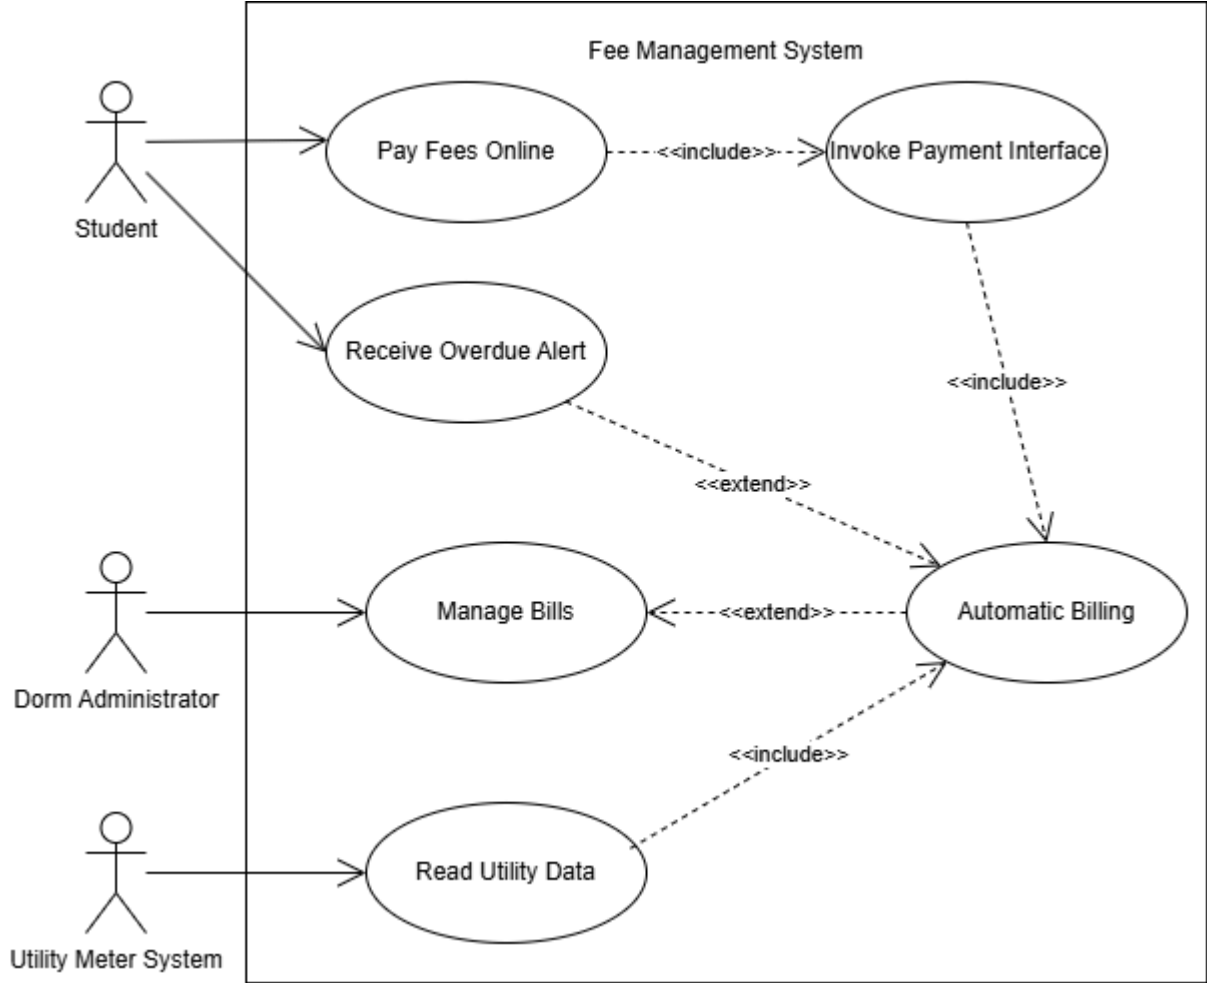 Fee Management System
Pay Fees Online
<<include>>
Invoke Payment Interface
Student
Receive Overdue Alert
<<include>>
<<extend>>
Manage Bills
<<extend>>
Automatic Billing
Dorm Administrator
<<include>>
Read Utility Data
Utility Meter System